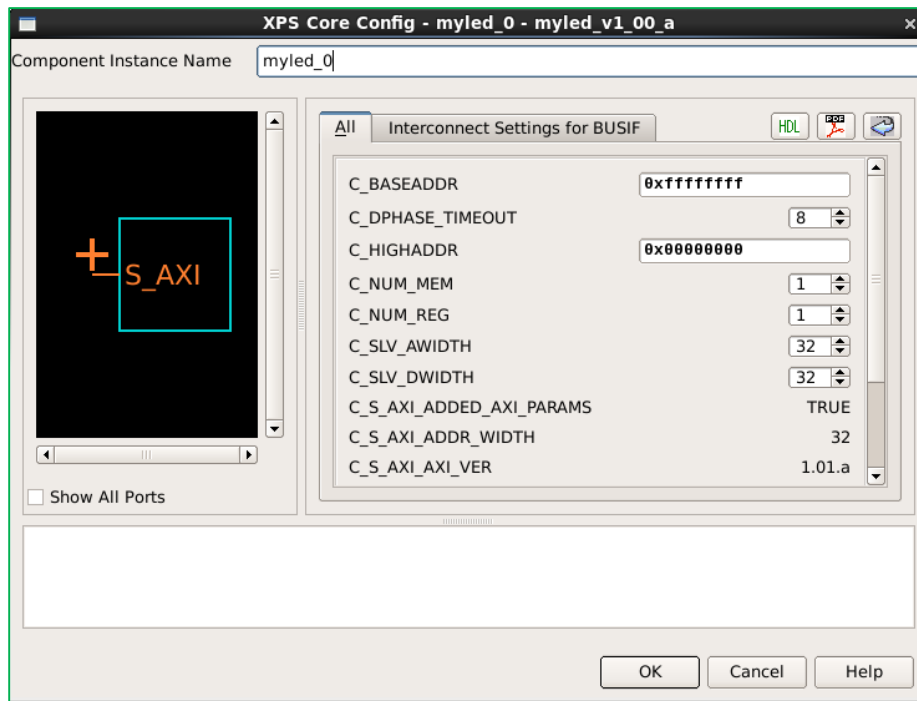 XPS Core Config - myled_0 - myled_v1_00_a
Component Instance Name myled_0
All Interconnect Settings for BUSIF HDL PDF
S_AXI
C_BASEADDR 0xffffffff
C_DPHASE_TIMEOUT 8
C_HIGHADDR 0x00000000
C_NUM_MEM 1
C_NUM_REG 1
C_SLV_AWIDTH 32
C_SLV_DWIDTH 32
C_S_AXI_ADDED_AXI_PARAMS TRUE
C_S_AXI_ADDR_WIDTH 32
C_S_AXI_AXI_VER 1.01.a
Show All Ports
OK Cancel Help